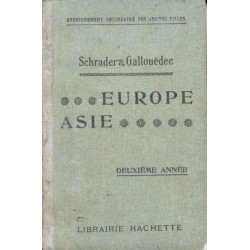 ENSEIGNEMENT SECONDAIRE DES JEUNES FILLES
Schrader & Gallouédec
EUROPE
ASIE
DEUXIÈME ANNÉE
LIBRAIRIE HACHETTE